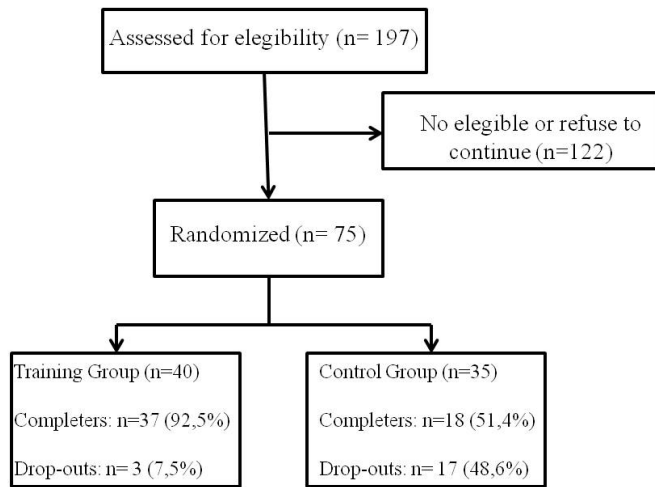 Assessed for elegibility (n= 197)
No elegible or refuse to
continue (n=122)
Randomized (n= 75)
Training Group (n=40)
Completers: n=37 (92,5%)
Drop-outs: n= 3 (7,5%)
Control Group (n=35)
Completers: n=18 (51,4%)
Drop-outs: n= 17 (48,6%)